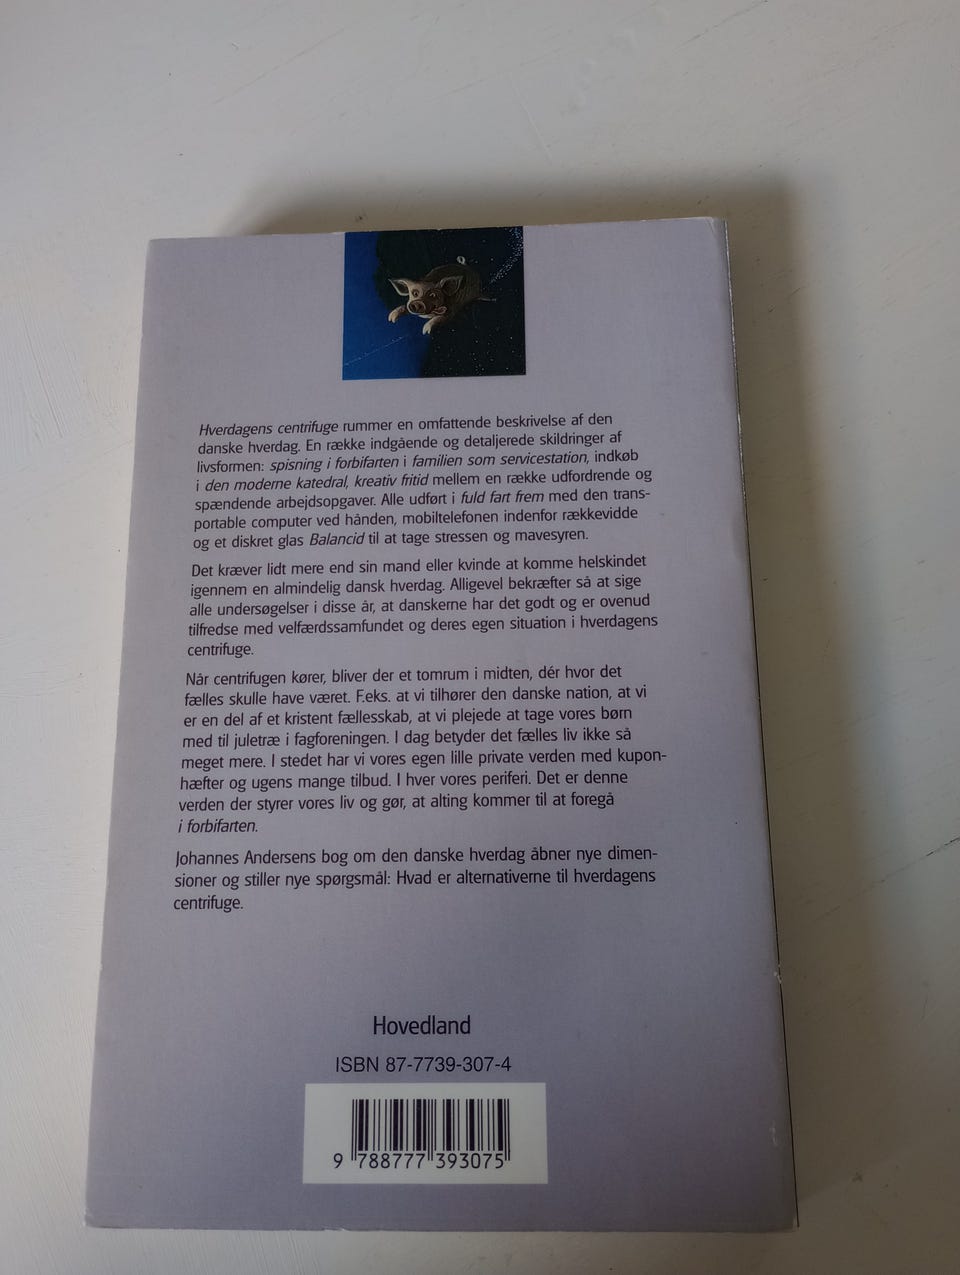 Hverdagens centrifuge rummer en omfattende beskrivelse af den
danske hverdag. En række indgående og detaljerede skildringer af
livsformen: spisning i forbifarten i familien som servicestation, indkøb
i den moderne katedral, kreativ fritid mellem en række udfordrende og
spændende arbejdsopgaver. Alle udført i fuld fart frem med den trans-
portable computer ved hånden, mobiltelefonen indenfor rækkevidde
og et diskret glas Balancid til at tage stressen og mavesyren.
Det kræver lidt mere end sin mand eller kvinde at komme helskindet
igennem en almindelig dansk hverdag. Alligevel bekræfter så at sige
alle undersøgelser i disse år, at danskerne har det godt og er ovenud
tilfredse med velfærdssamfundet og deres egen situation i hverdagens
centrifuge.
Når centrifugen kører, bliver der et tomrum i midten, dér hvor det
fælles skulle have været. F.eks. at vi tilhører den danske nation, at vi
er en del af et kristent fællesskab, at vi plejede at tage vores børn
med til juletræ i fagforeningen. I dag betyder det fælles liv ikke så
meget mere. I stedet har vi vores egen lille private verden med kupon-
hæfter og ugens mange tilbud. I hver vores periferi. Det er denne
verden der styrer vores liv og gør, at alting kommer til at foregå
i forbifarten.
Johannes Andersens bog om den danske hverdag åbner nye dimen-
sioner og stiller nye spørgsmål: Hvad er alternativerne til hverdagens
centrifuge.
Hovedland
ISBN 87-7739-307-4
9 788777 393075